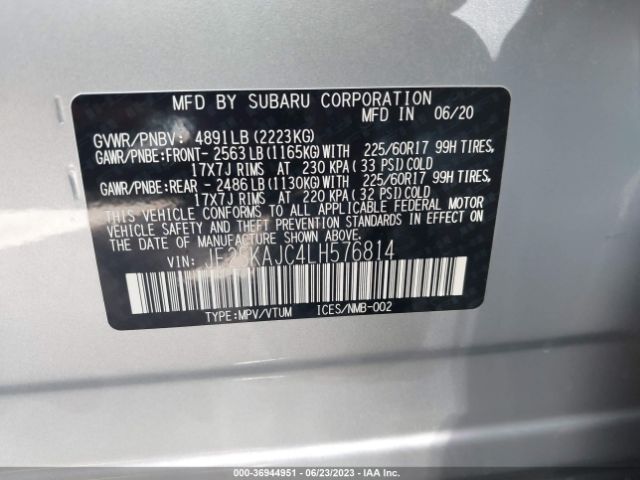 MFD BY SUBARU CORPORATION
MFD IN 06/20
GVWR/PNBV: 4891LB (2223KG)
GAWR/PNBE:FRONT- 2563LB(1165KG)WITH 225/60R17 99H TIRES,
17X7J RIMS AT 230 KPA(33 PSI)COLD
GAWR/PNBE:REAR - 2486LB(1130KG)WITH 225/60R17 99H TIRES,
17X7J RIMS AT 220 KPA(32 PSI)COLD
THIS VEHICLE CONFORMS TO ALL APPLICABLE FEDERAL MOTOR
VEHICLE SAFETY AND THEFT PREVENTION STANDARDS IN EFFECT
ON THE DATE OF MANUFACTURE SHOWN ABOVE.
VIN: JF2SKAJC4LH576814
TYPE:MPV/VTUM ICES/NMB-002
000-36944951 - 06/23/2023 - IAA Inc.